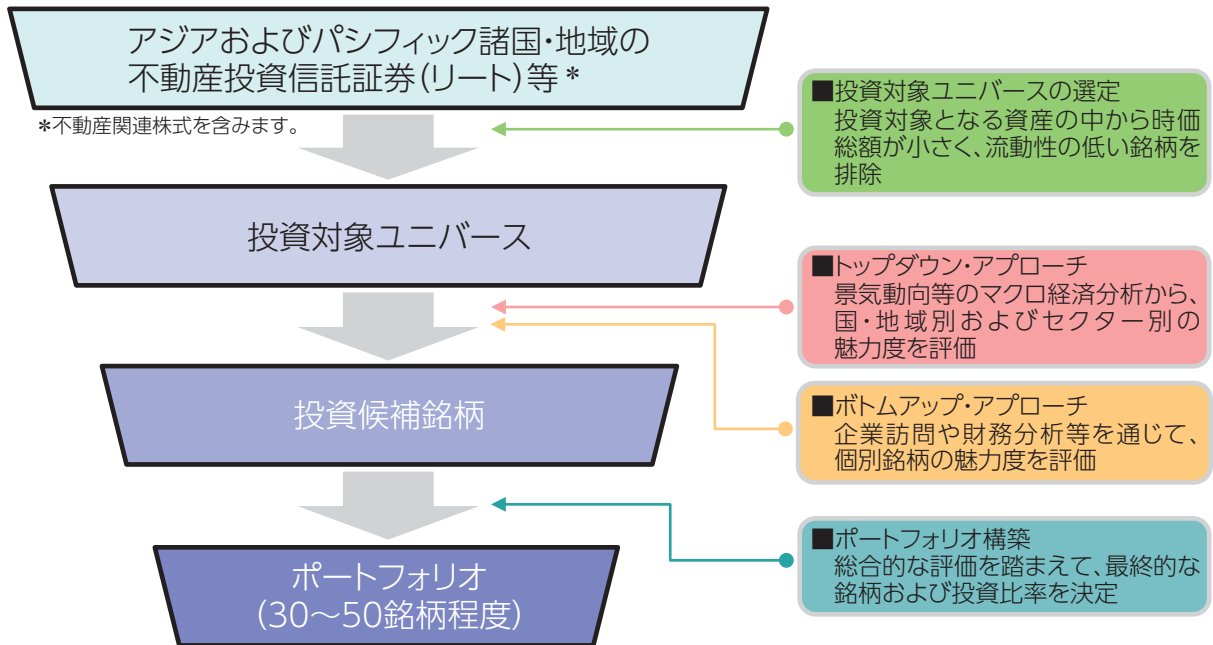 アジアおよびパシフィック諸国・地域の
不動産投資信託証券(リート)等*
*不動産関連株式を含みます。
■投資対象ユニバースの選定
投資対象となる資産の中から時価
総額が小さく、流動性の低い銘柄を
排除
投資対象ユニバース
■トップダウン・アプローチ
景気動向等のマクロ経済分析から、
国・地域別およびセクター別の
魅力度を評価
投資候補銘柄
■ボトムアップ・アプローチ
企業訪問や財務分析等を通じて、
個別銘柄の魅力度を評価
■ポートフォリオ構築
総合的な評価を踏まえて、最終的な
銘柄および投資比率を決定
ポートフォリオ
(30〜50銘柄程度)